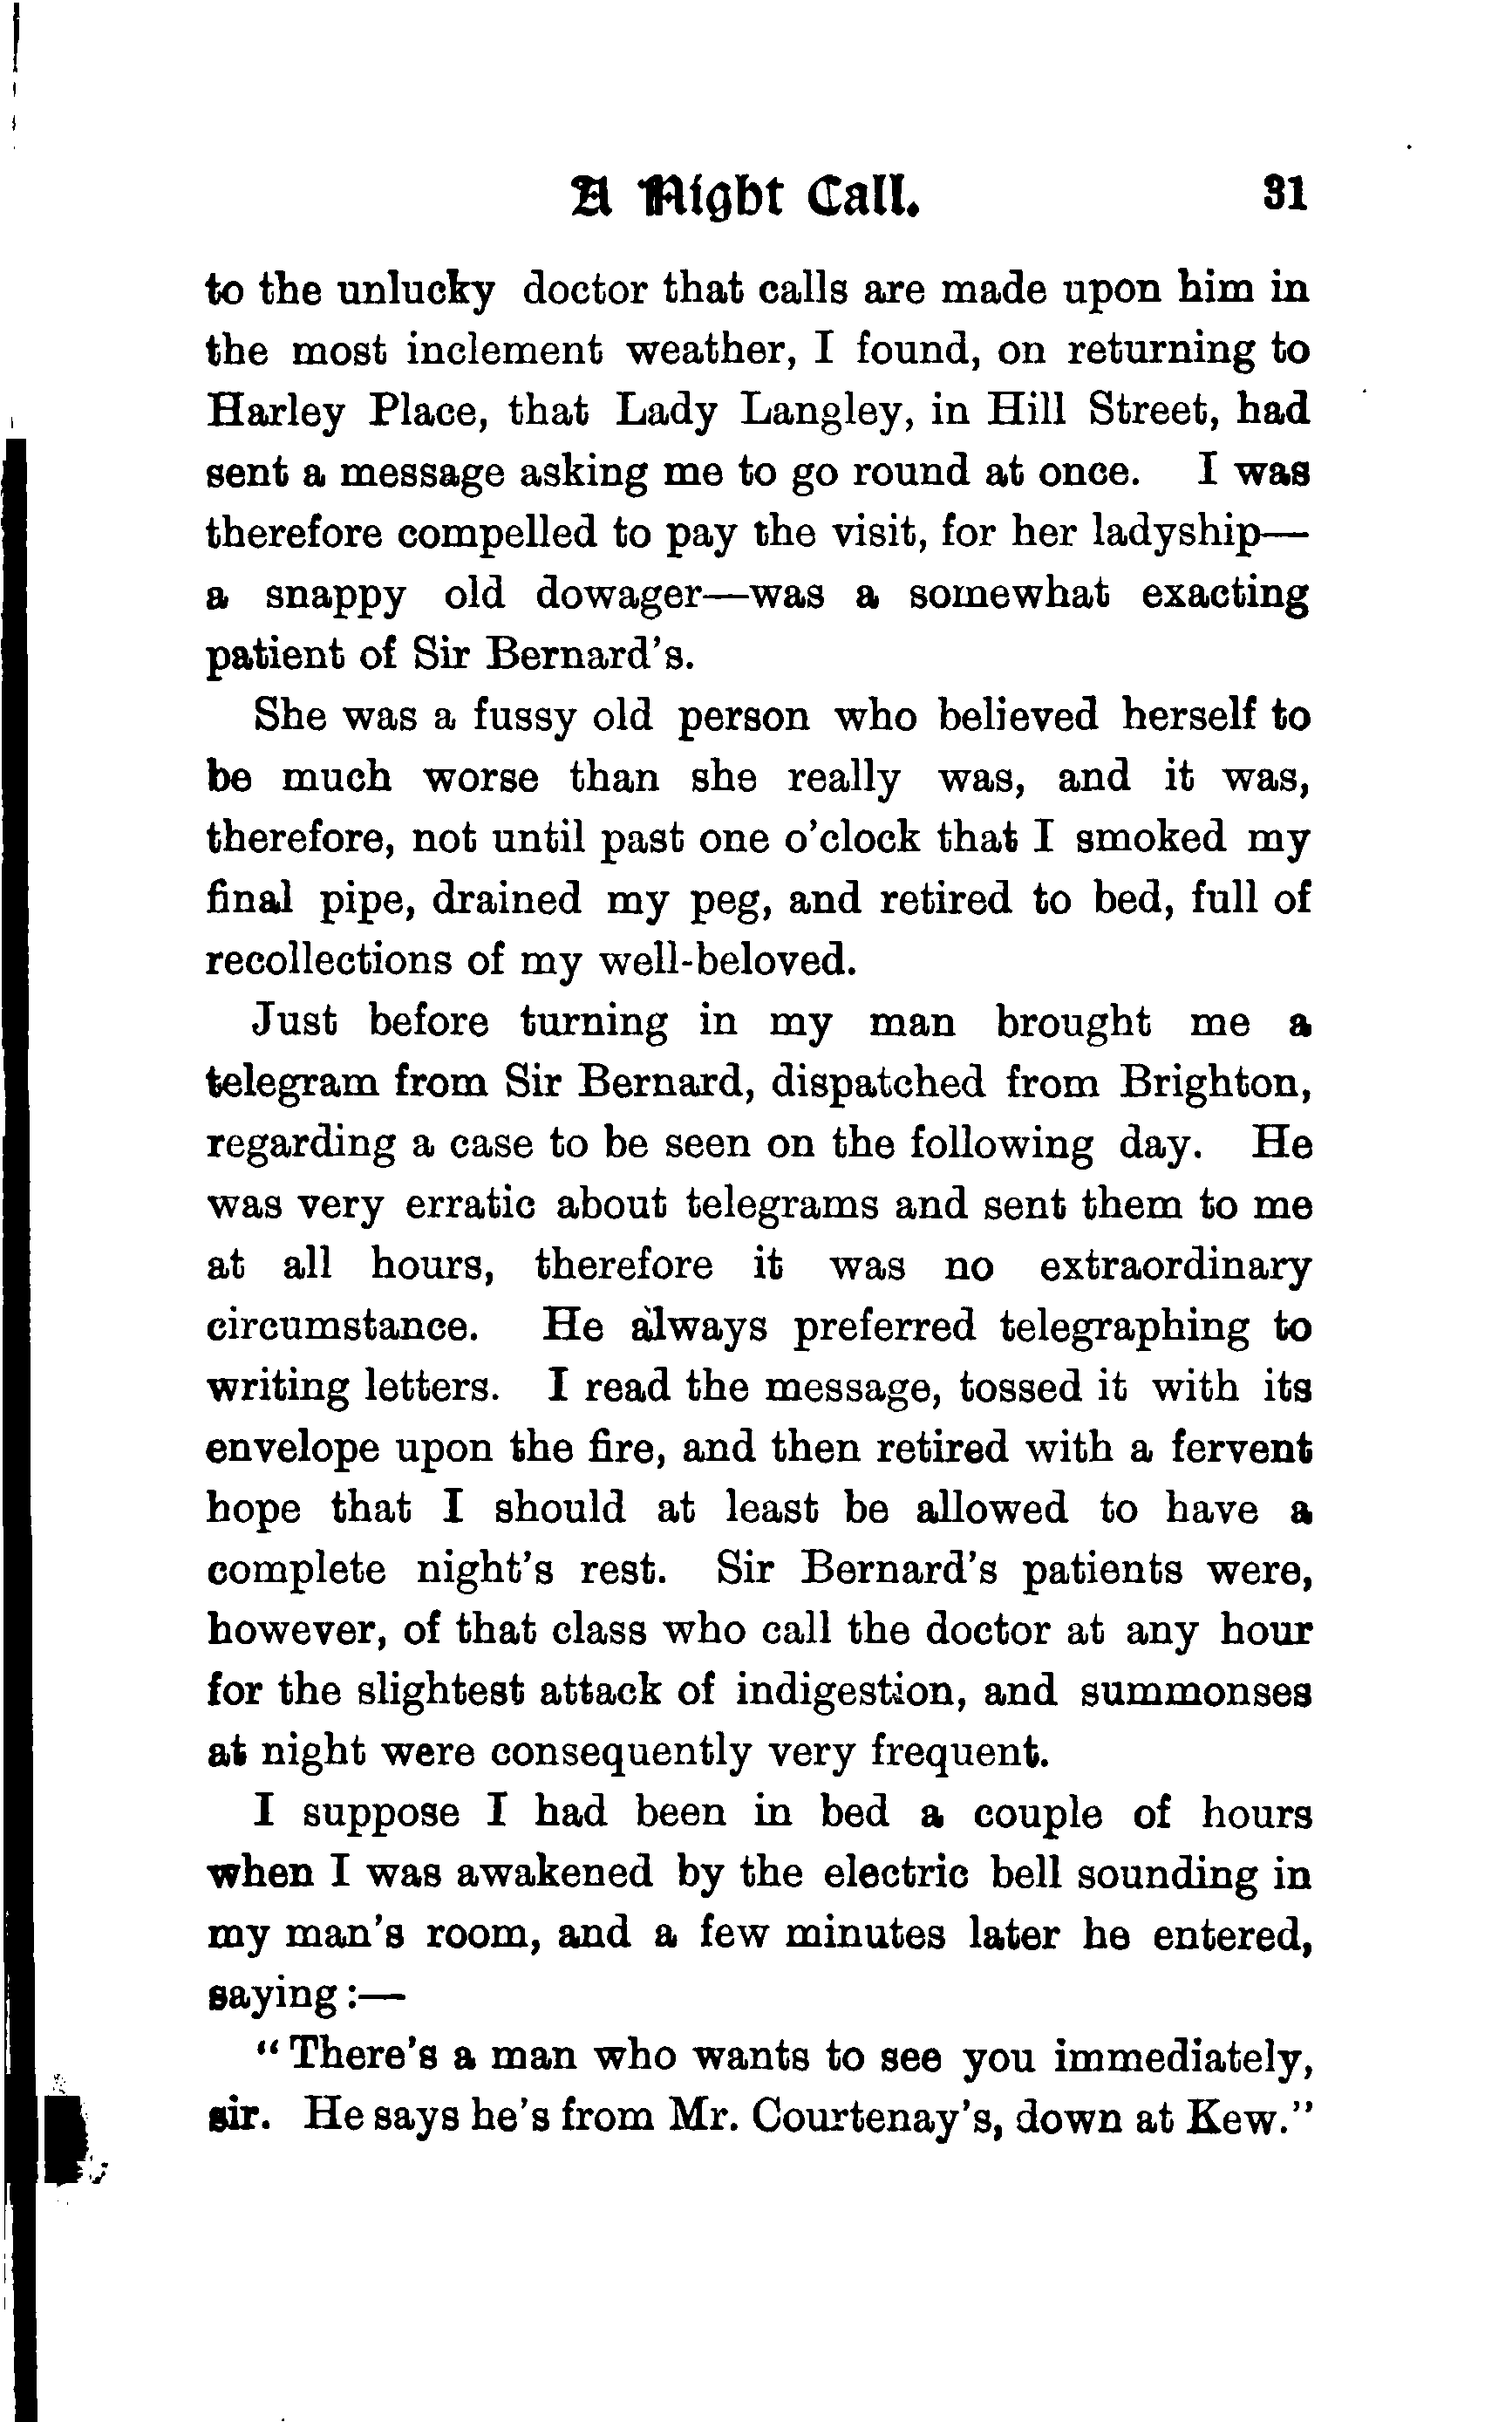 A Night Call. 31
to the unlucky doctor that calls are made upon him in
the most inclement weather, I found, on returning to
Harley Place, that Lady Langley, in Hill Street, had
sent a message asking me to go round at once. I was
therefore compelled to pay the visit, for her ladyship—
a snappy old dowager—was a somewhat exacting
patient of Sir Bernard's.
She was a fussy old person who believed herself to
be much worse than she really was, and it was,
therefore, not until past one o'clock that I smoked my
final pipe, drained my peg, and retired to bed, full of
recollections of my well-beloved.
Just before turning in my man brought me a
telegram from Sir Bernard, dispatched from Brighton,
regarding a case to be seen on the following day. He
was very erratic about telegrams and sent them to me
at all hours, therefore it was no extraordinary
circumstance. He always preferred telegraphing to
writing letters. I read the message, tossed it with its
envelope upon the fire, and then retired with a fervent
hope that I should at least be allowed to have a
complete night's rest. Sir Bernard's patients were,
however, of that class who call the doctor at any hour
for the slightest attack of indigestion, and summonses
at night were consequently very frequent.
I suppose I had been in bed a couple of hours
when I was awakened by the electric bell sounding in
my man's room, and a few minutes later he entered,
saying:—
"There's a man who wants to see you immediately,
sir. He says he's from Mr. Courtenay's, down at Kew."